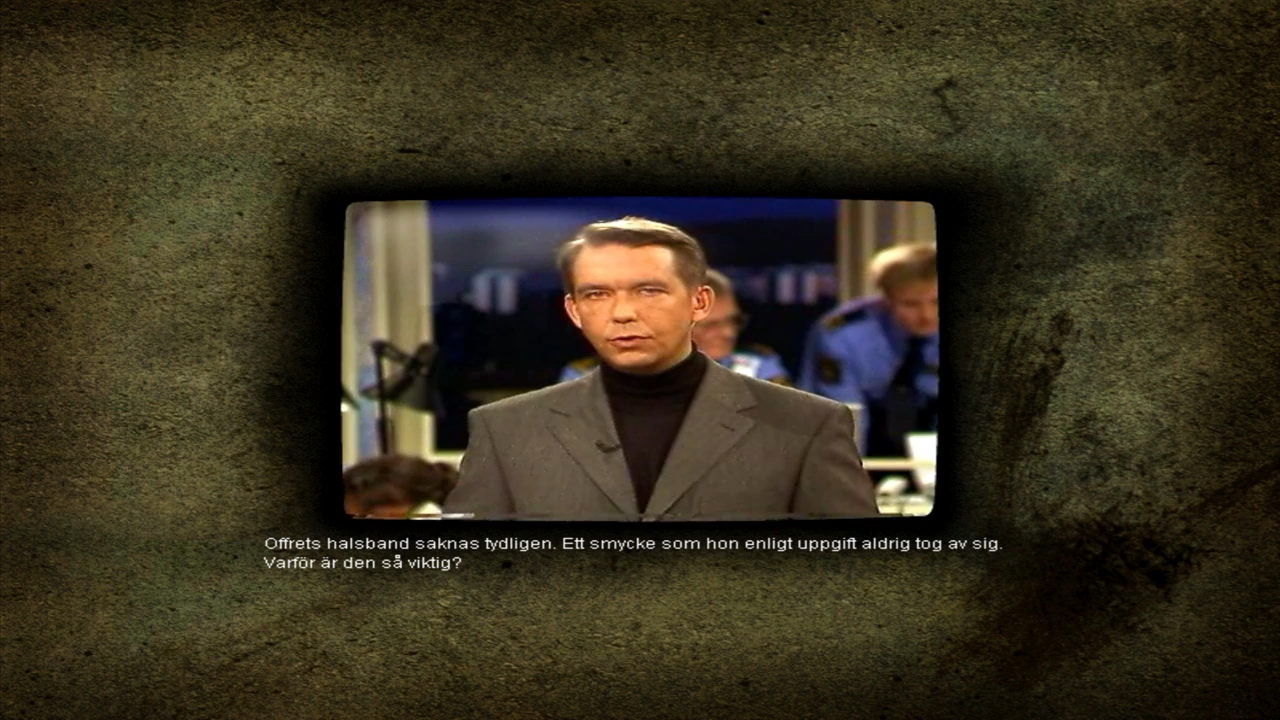 Offrets halsband saknas tydligen. Ett smycke som hon enligt uppgift aldrig tog av sig.
Varför är den så viktig?